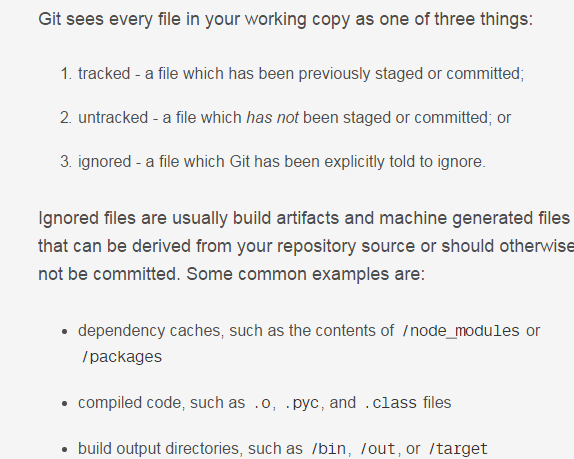 Git sees every file in your working copy as one of three things:
1. tracked - a file which has been previously staged or committed;
2. untracked - a file which has not been staged or committed; or
3. ignored - a file which Git has been explicitly told to ignore.
Ignored files are usually build artifacts and machine generated files
that can be derived from your repository source or should otherwise
not be committed. Some common examples are:
• dependency caches, such as the contents of /node_modules or
/packages
• compiled code, such as .o, .pyc, and .class files
• build output directories, such as /bin, /out, or /target